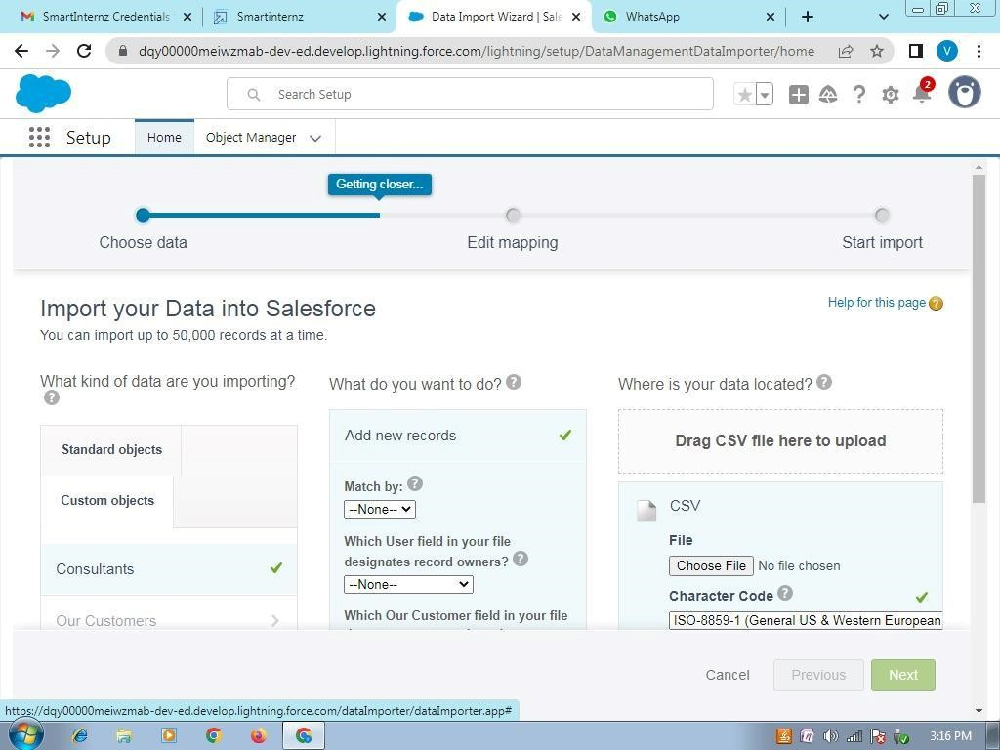 SmartInternz Credentials
Smartinternz
Data Import Wizard | Sale
WhatsApp
dqy00000meiwzmab-dev-ed.develop.lightning.force.com/lightning/setup/DataManagementDataImporter/home
V
Search Setup
2
Setup
Home
Object Manager
Getting closer...
Choose data
Edit mapping
Start import
Import your Data into Salesforce
Help for this page ?
You can import up to 50,000 records at a time.
What kind of data are you importing?
?
What do you want to do? ?
Where is your data located? ?
Standard objects
Custom objects
Consultants
Our Customers
Add new records
Match by: ?
--None--
Which User field in your file
designates record owners? ?
--None--
Which Our Customer field in your file
Drag CSV file here to upload
CSV
File
Choose File No file chosen
Character Code ?
ISO-8859-1 (General US & Western European
Cancel
Previous
Next
https://dqy00000meiwzmab-dev-ed.develop.lightning.force.com/dataImporter/dataImporter.app#
3:16 PM